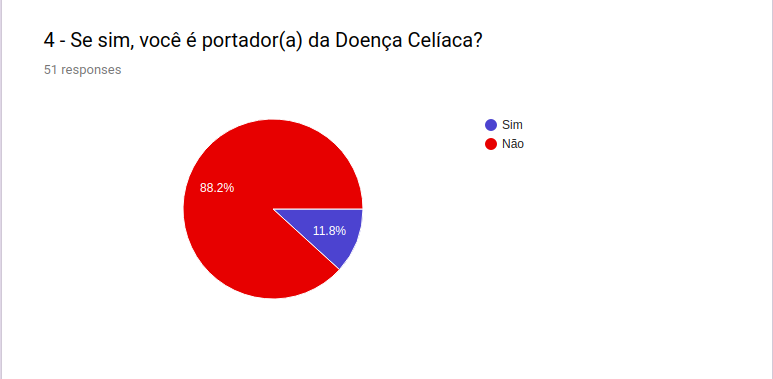 4 - Se sim, você é portador(a) da Doença Celíaca?
51 responses
Sim
Não
88.2%
11.8%